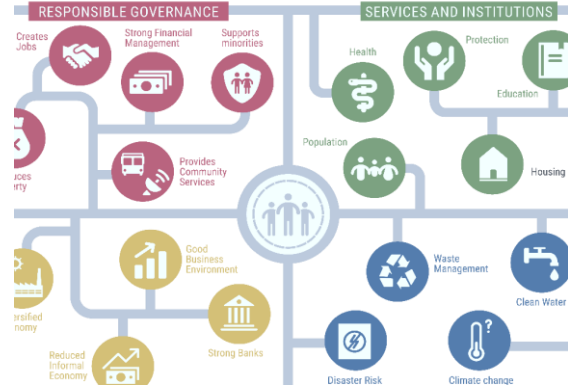 RESPONSIBLE GOVERNANCE
SERVICES AND INSTITUTIONS
Creates
Jobs
Strong Financial
Management
Supports
minorities
Health
Protection
Education
Population
Housing
Provides
Community
Services
Good
Business
Environment
Waste
Management
Clean Water
Strong Banks
Reduced
Informal
Economy
Disaster Risk
Climate change
?